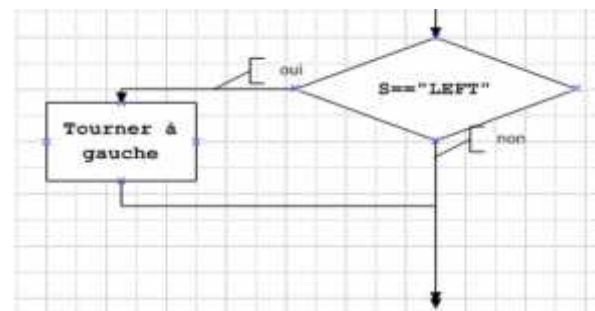 oui
S=="LEFT"
Tourner à
gauche
non